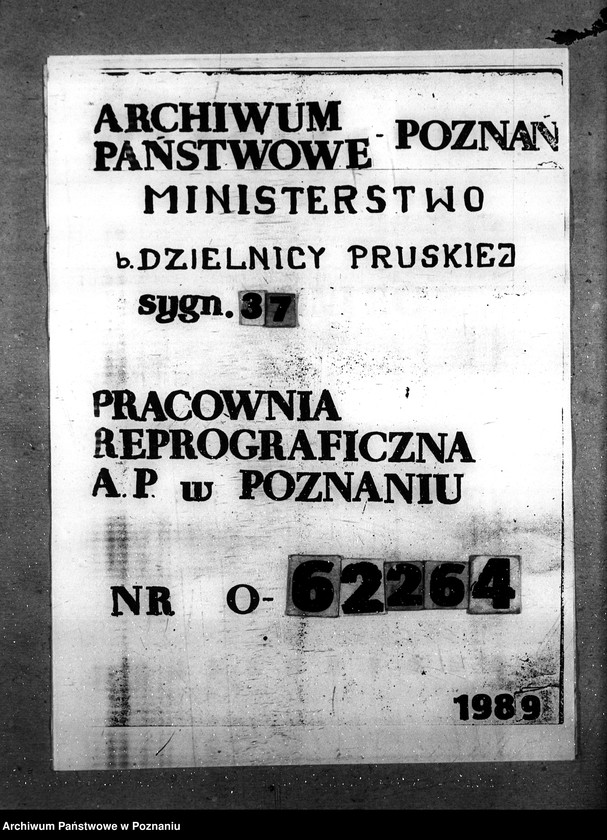 ARCHIWUM
PAŃSTWOWE - POZNAŃ
MINISTERSTWO
b. DZIELNICY PRUSKIEJ
sygn. 37
PRACOWNIA
REPROGRAFICZNA
A.P. w POZNANIU
NR O-62264
1989
Archiwum Państwowe w Poznaniu